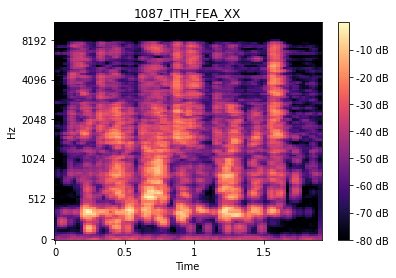 1087_ITH_FEA_XX
8192
4096
2048
1024
512
0
Hz
0
0.5
1
1.5
Time
-10 dB
-20 dB
-30 dB
-40 dB
-50 dB
-60 dB
-70 dB
-80 dB